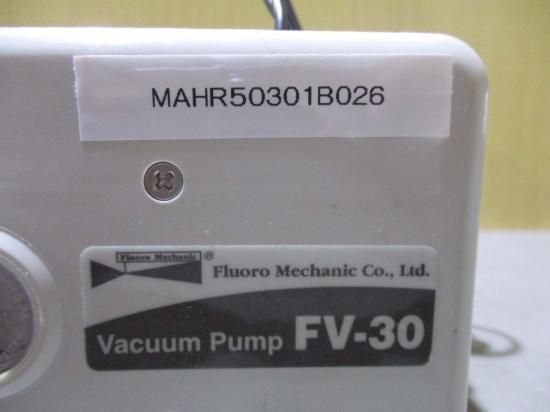 MAHR50301B026
Fluoro Mechanic ®
Fluoro Mechanic Co., Ltd.
Vacuum Pump FV-30